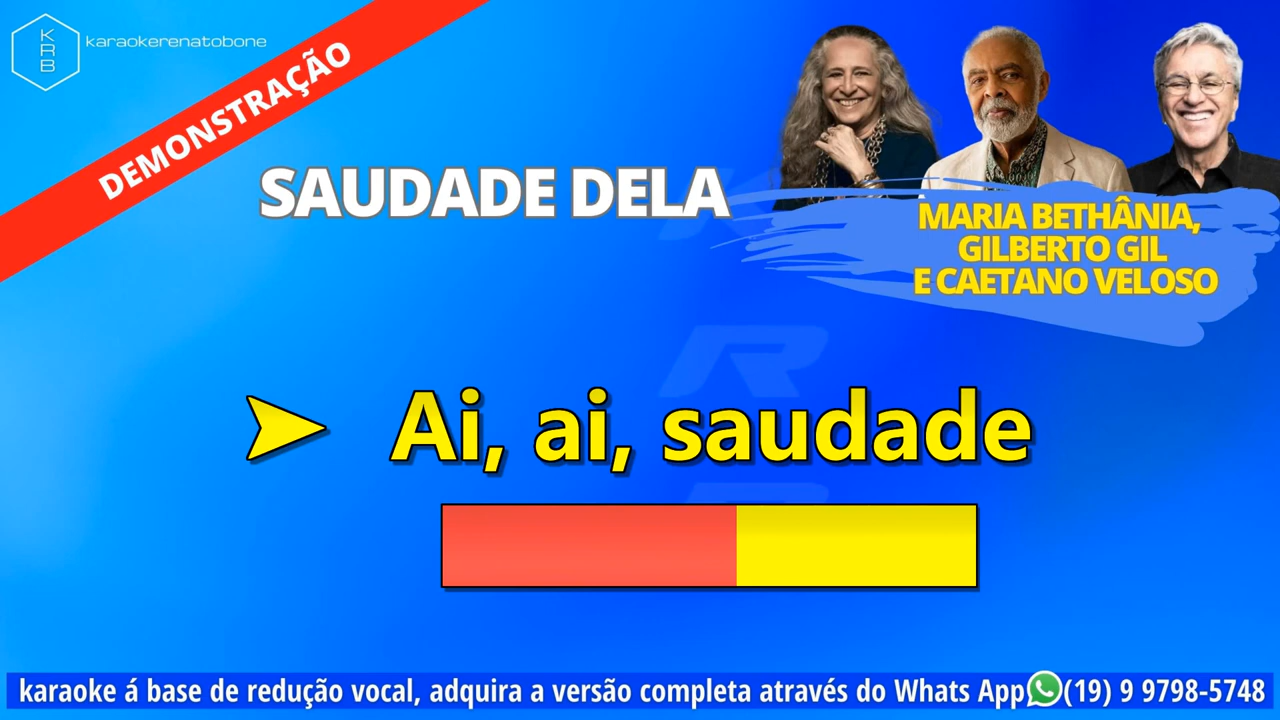 KRB
karaokerenatobone
DEMONSTRAÇÃO
SAUDADE DELA
MARIA BETHÂNIA,
GILBERTO GIL
E CAETANO VELOSO
R
Ai, ai, saudade
karaoke á base de redução vocal, adquira a versão completa através do Whats App (19) 9 9798-5748